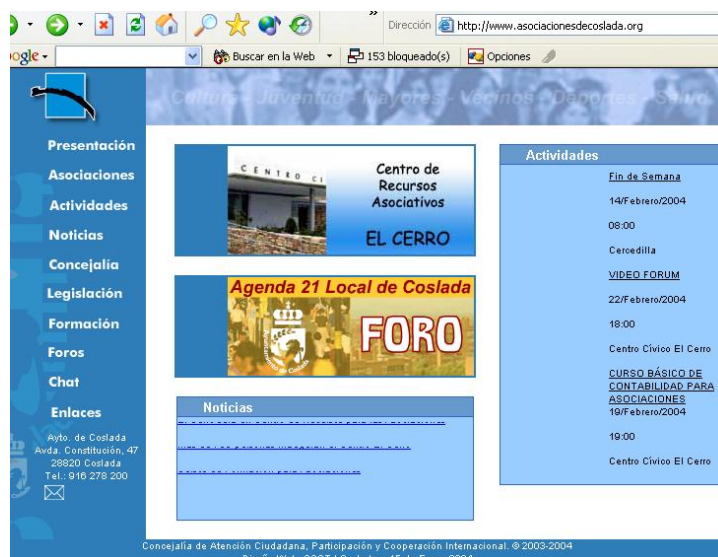 Dirección http://www.asociacionesdecoslada.org
Buscar en la Web 153 bloqueado(s) Opciones
Cultura - Juventud - Mayores - Vecinos - Deportes - Salud
Presentación
Asociaciones
Actividades
Noticias
Concejalía
Legislación
Formación
Foros
Chat
Enlaces
Ayto. de Coslada
Avda. Constitución, 47
28820 Coslada
Tel.: 916 278 200
CENTRO CI
Centro de
Recursos
Asociativos
EL CERRO
Agenda 21 Local de Coslada
FORO
Ayuntamiento de Coslada
Noticias
Actividades
Fin de Semana
14/Febrero/2004
08:00
Cercedilla
VIDEO FORUM
22/Febrero/2004
18:00
Centro Cívico El Cerro
CURSO BÁSICO DE
CONTABILIDAD PARA
ASOCIACIONES
19/Febrero/2004
19:00
Centro Cívico El Cerro
Concejalía de Atención Ciudadana, Participación y Cooperación Internacional. © 2003-2004